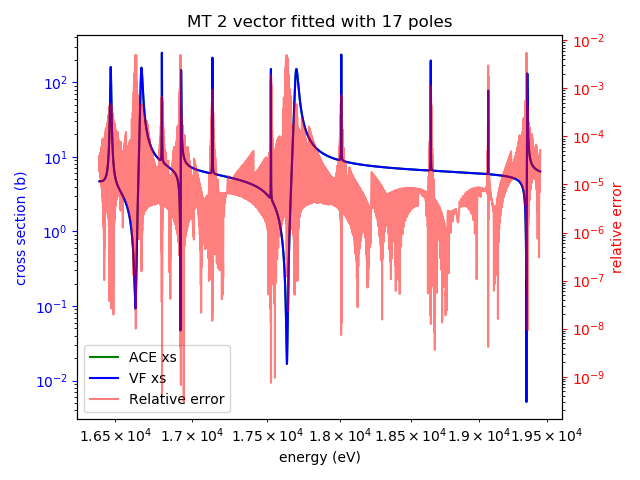 MT 2 vector fitted with 17 poles
cross section (b)
10²
10¹
10⁰
10⁻¹
10⁻²
10⁻²
10⁻³
10⁻⁴
10⁻⁵
10⁻⁶
10⁻⁷
10⁻⁸
10⁻⁹
relative error
ACE xs
VF xs
Relative error
1.65 × 10⁴ 1.7 × 10⁴ 1.75 × 10⁴ 1.8 × 10⁴ 1.85 × 10⁴ 1.9 × 10⁴ 1.95 × 10⁴
energy (eV)